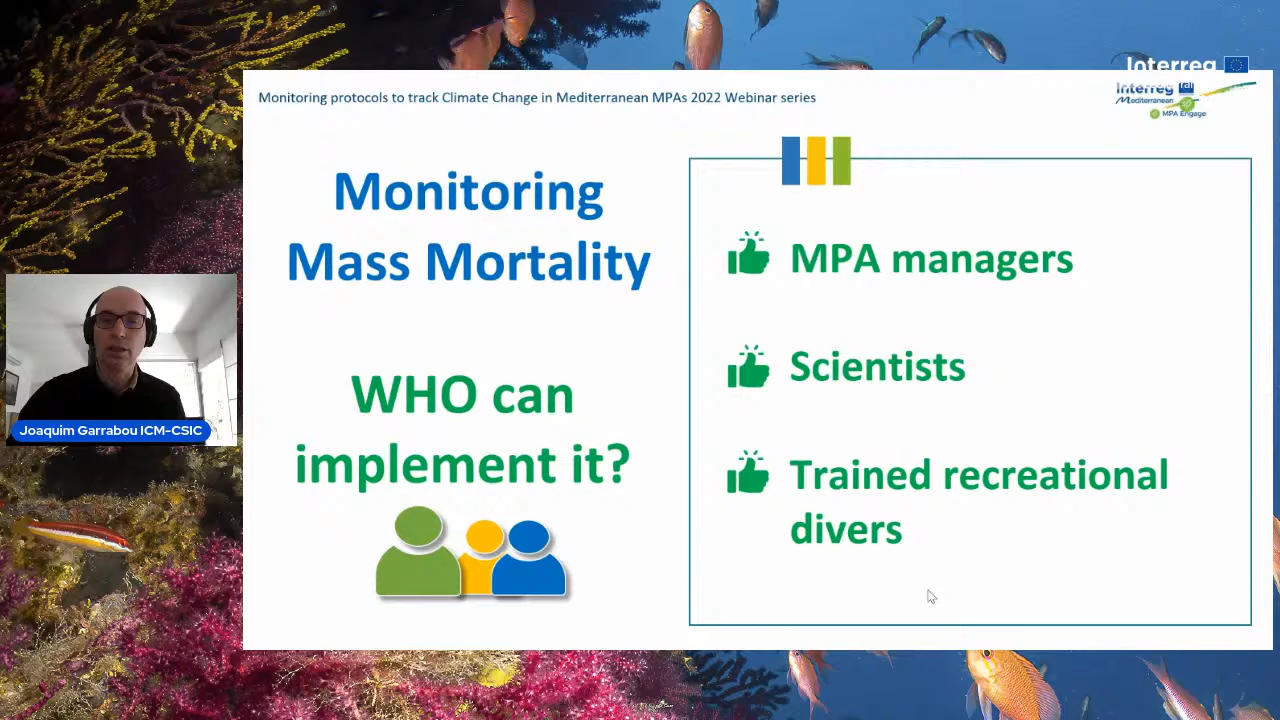 Interreg
Monitoring protocols to track Climate Change in Mediterranean MPAs 2022 Webinar series
Interreg
Mediterranean
MPA Engage
Monitoring
Mass Mortality
WHO can
implement it?
MPA managers
Scientists
Trained recreational
divers
Joaquim Garrabou ICM-CSIC